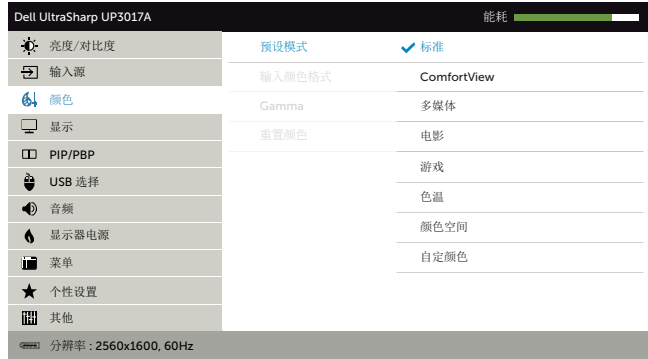 Dell UltraSharp UP3017A 能耗
亮度/对比度 预设模式 标准
输入源 输入颜色格式 ComfortView
颜色 Gamma 多媒体
显示 重置颜色 电影
PIP/PBP 游戏
USB 选择 色温
音频 颜色空间
显示器电源 自定颜色
菜单
个性设置
其他
分辨率 : 2560x1600, 60Hz